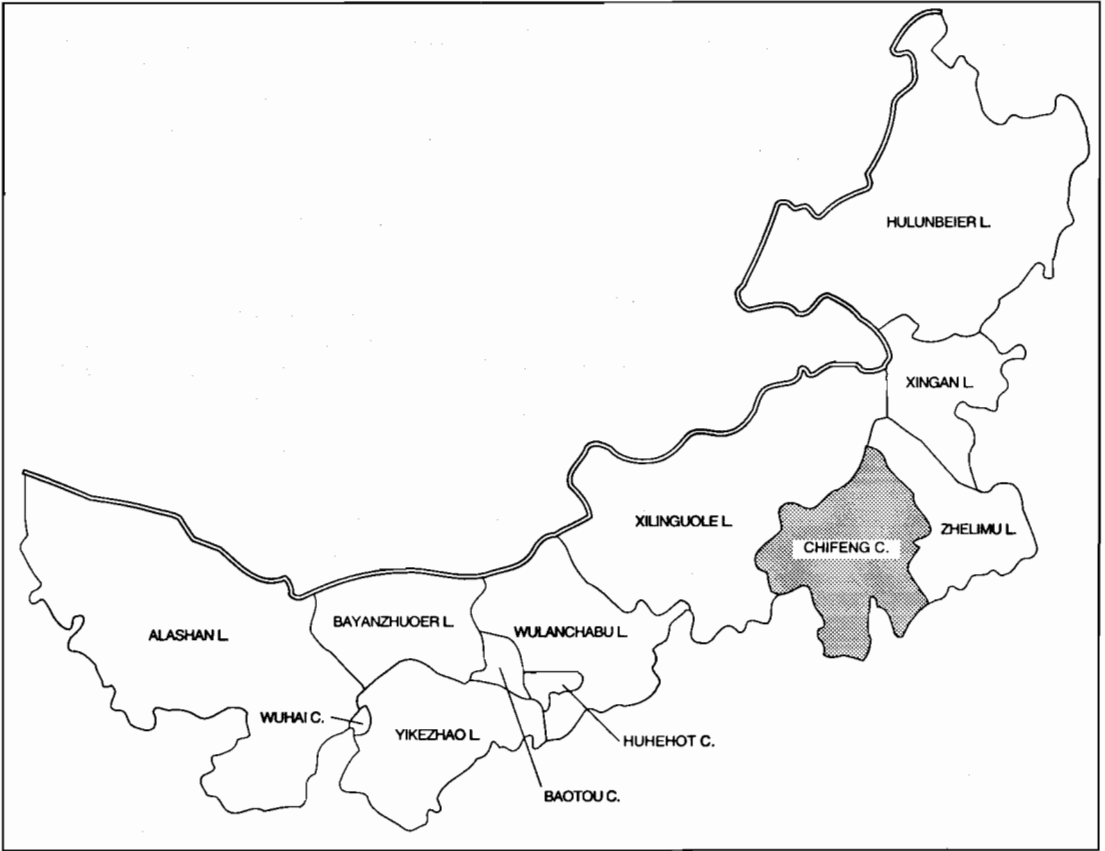 HULUNBEIER L.
XINGAN L.
XILINGUOLE L.
ZHELIMU L.
CHIFENG C.
BAYANZHUOER L.
WULANCHABU L.
ALASHAN L.
WUHAI C.
YIKEZHAO L.
HUHEHOT C.
BAOTOU C.